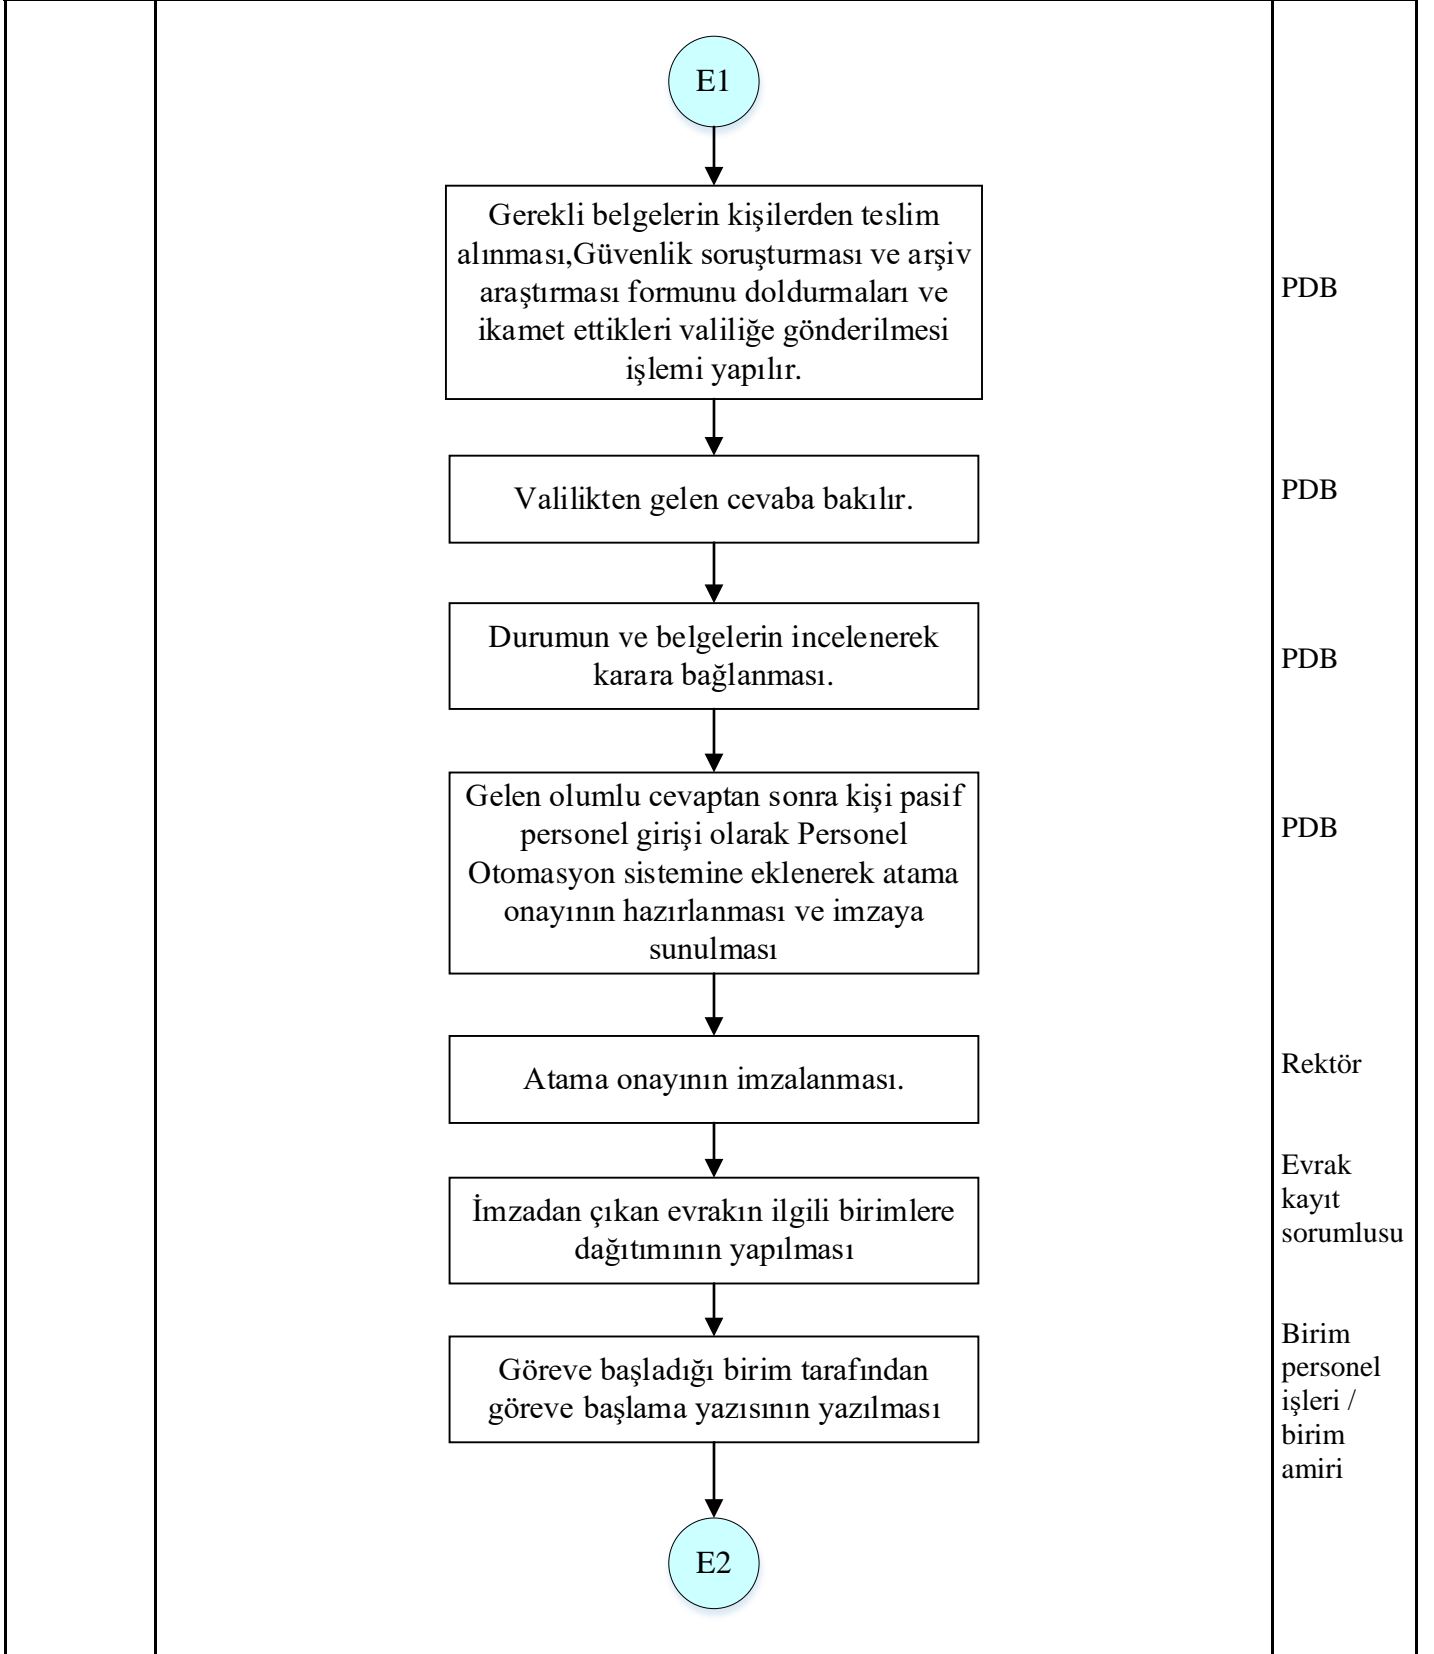 E1
Gerekli belgelerin kişilerden teslim
alınması,Güvenlik soruşturması ve arşiv
araştırması formunu doldurmaları ve
ikamet ettikleri valiliğe gönderilmesi
işlemi yapılır.
PDB
Valilikten gelen cevaba bakılır.
PDB
Durumun ve belgelerin incelenerek
karara bağlanması.
PDB
Gelen olumlu cevaptan sonra kişi pasif
personel girişi olarak Personel
Otomasyon sistemine eklenerek atama
onayının hazırlanması ve imzaya
sunulması
PDB
Atama onayının imzalanması.
Rektör
İmzadan çıkan evrakın ilgili birimlere
dağıtımının yapılması
Evrak
kayıt
sorumlusu
Göreve başladığı birim tarafından
göreve başlama yazısının yazılması
Birim
personel
işleri /
birim
amiri
E2